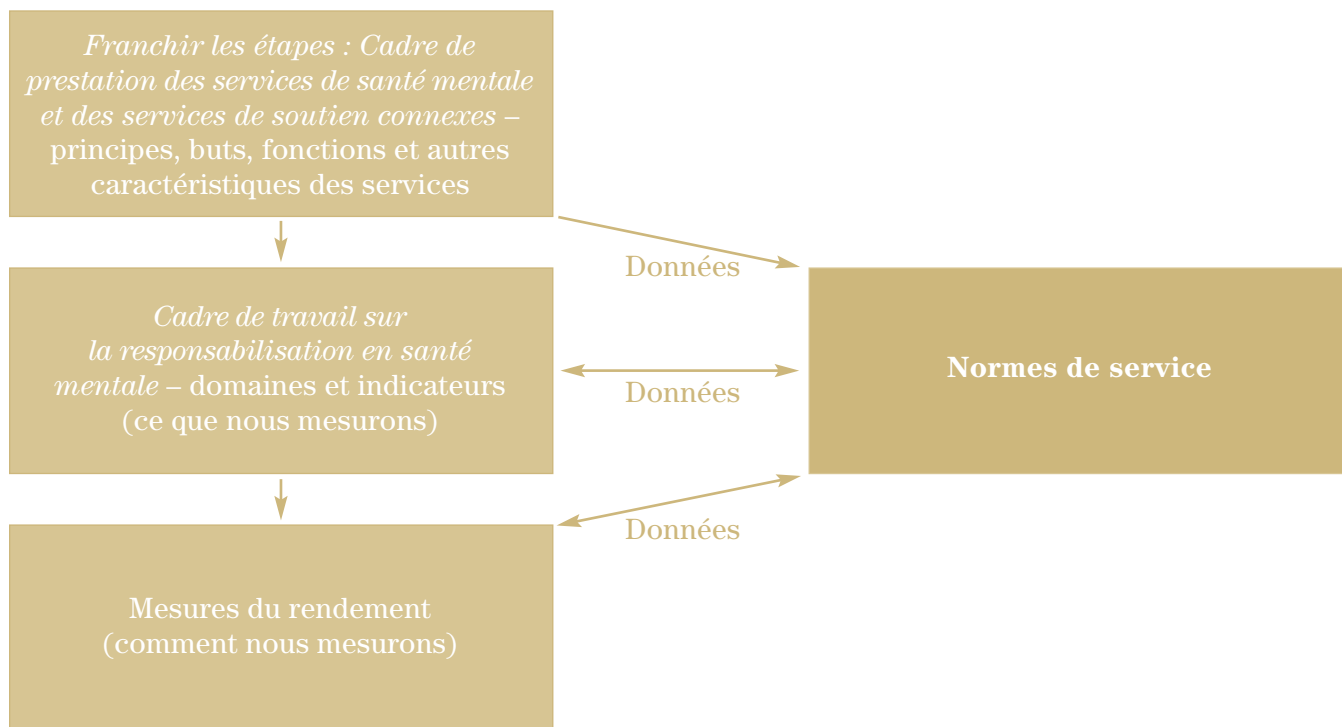 Franchir les étapes : Cadre de
prestation des services de santé mentale
et des services de soutien connexes –
principes, buts, fonctions et autres
caractéristiques des services
Données
Cadre de travail sur
la responsabilisation en santé
mentale – domaines et indicateurs
(ce que nous mesurons)
Données
Normes de service
Données
Mesures du rendement
(comment nous mesurons)